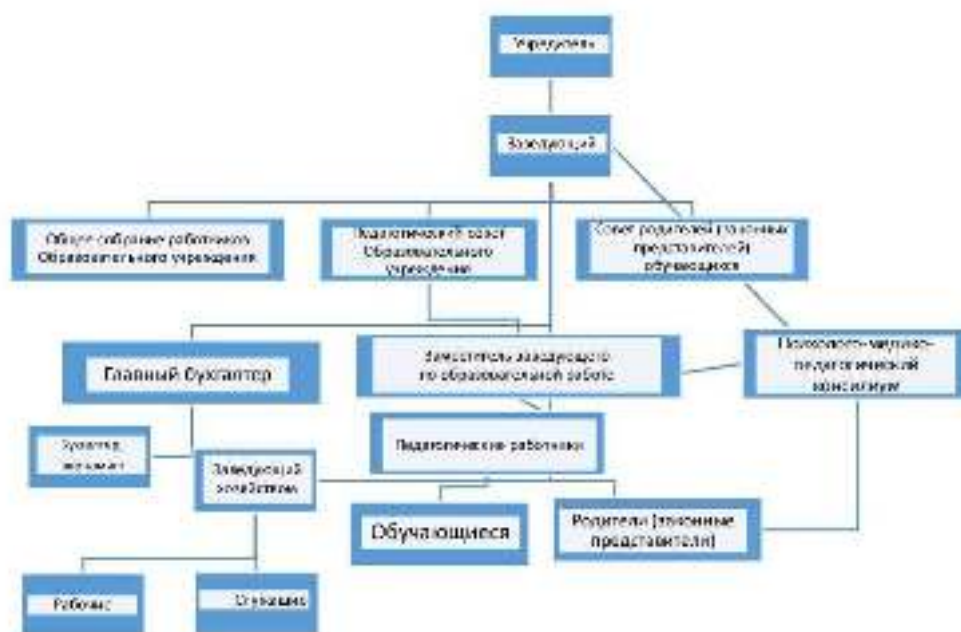 Учредитель
Заведующий
Общее собрание работников
Образовательного учреждения
Педагогический совет
Образовательного
учреждения
Совет родителей (законных
представителей)
обучающихся
Главный бухгалтер
Заместитель заведующего
по образовательной работе
Психолого-медико-
педагогический
консилиум
Педагогические работники
Заведующий
хозяйством
Обучающиеся
Родители (законные
представители)
Рабочие
Служащие